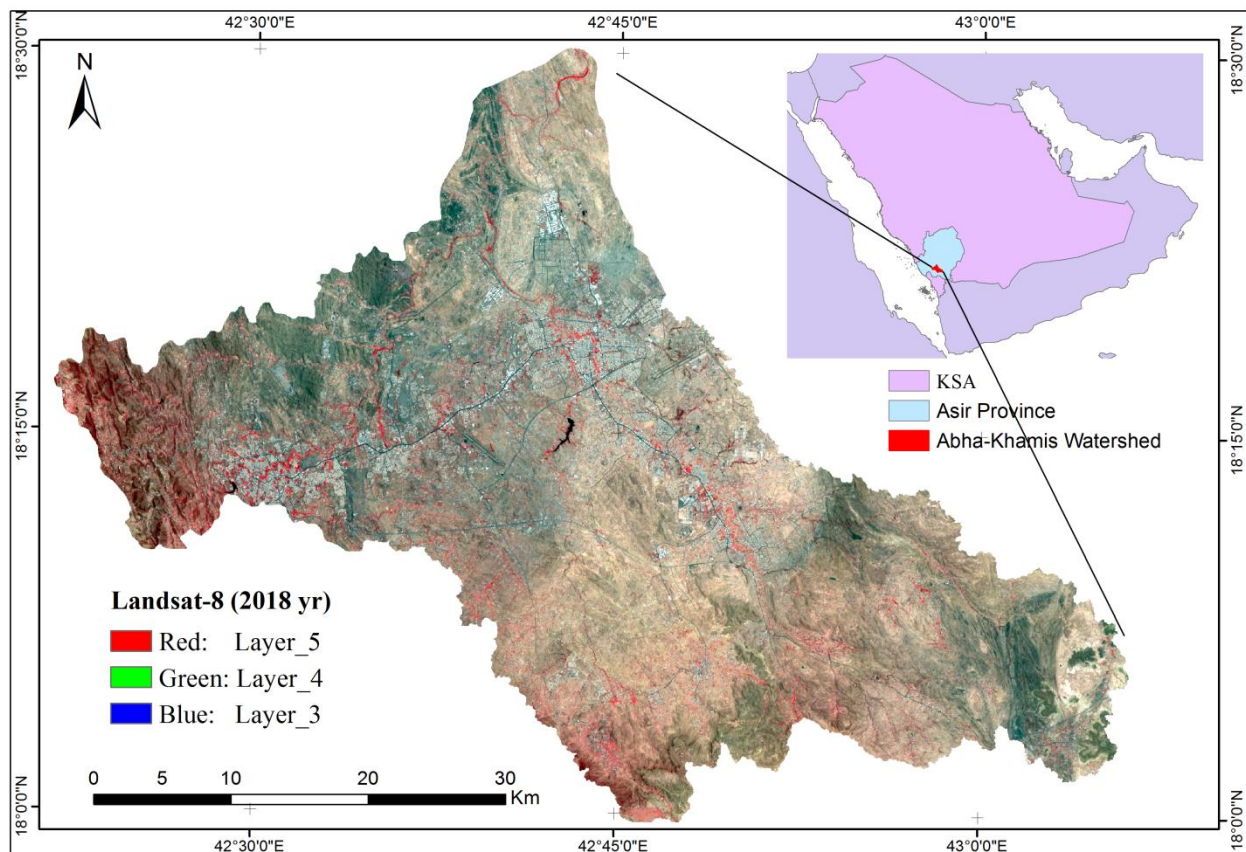 42°30'0"E
42°45'0"E
43°0'0"E
18°30'0"N
18°30'0"N
N
KSA
Asir Province
Abha-Khamis Watershed
18°15'0"N
18°15'0"N
Landsat-8 (2018 yr)
Red: Layer_5
Green: Layer_4
Blue: Layer_3
0 5 10 20 30
Km
18°0'0"N
18°0'0"N
42°30'0"E
42°45'0"E
43°0'0"E